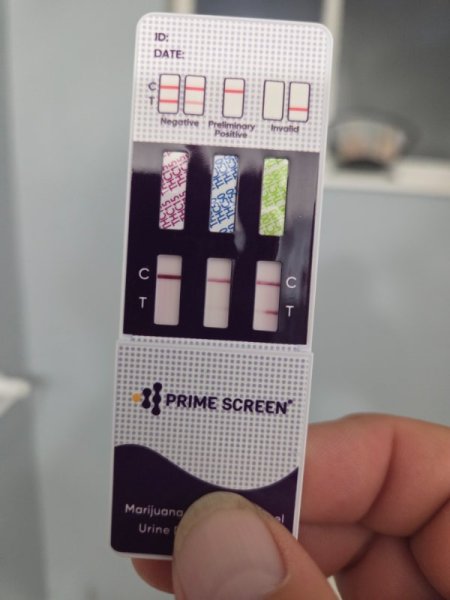 ID:
DATE:
C
T
Negative
Preliminary
Positive
Invalid
C
T
C
T
PRIME SCREEN®
Marijuana
Urine